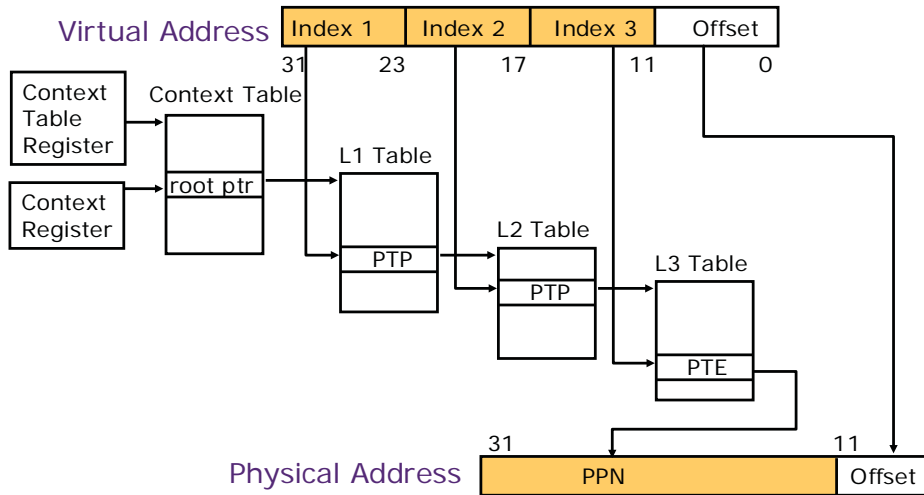 Virtual Address
Index 1 Index 2 Index 3 Offset
31 23 17 11 0
Context Table Register
Context Table
root ptr
Context Register
L1 Table
PTP
L2 Table
PTP
L3 Table
PTE
31 11
Physical Address
PPN Offset